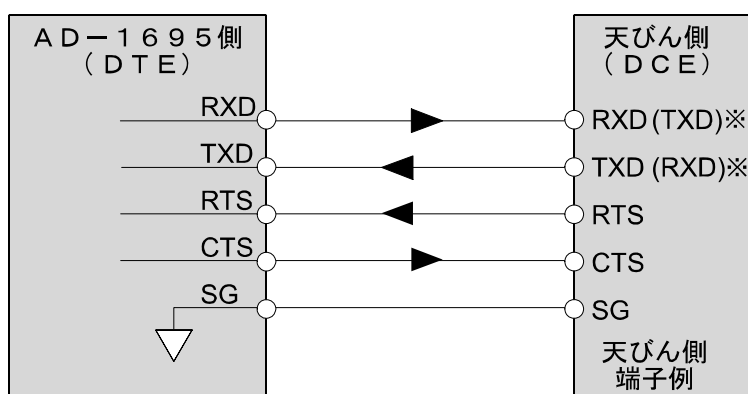 ＡＤ－１６９５側
（ＤＴＥ）
天びん側
（ＤＣＥ）
RXD
RXD (TXD)※
TXD
TXD (RXD)※
RTS
RTS
CTS
CTS
SG
SG
天びん側
端子例